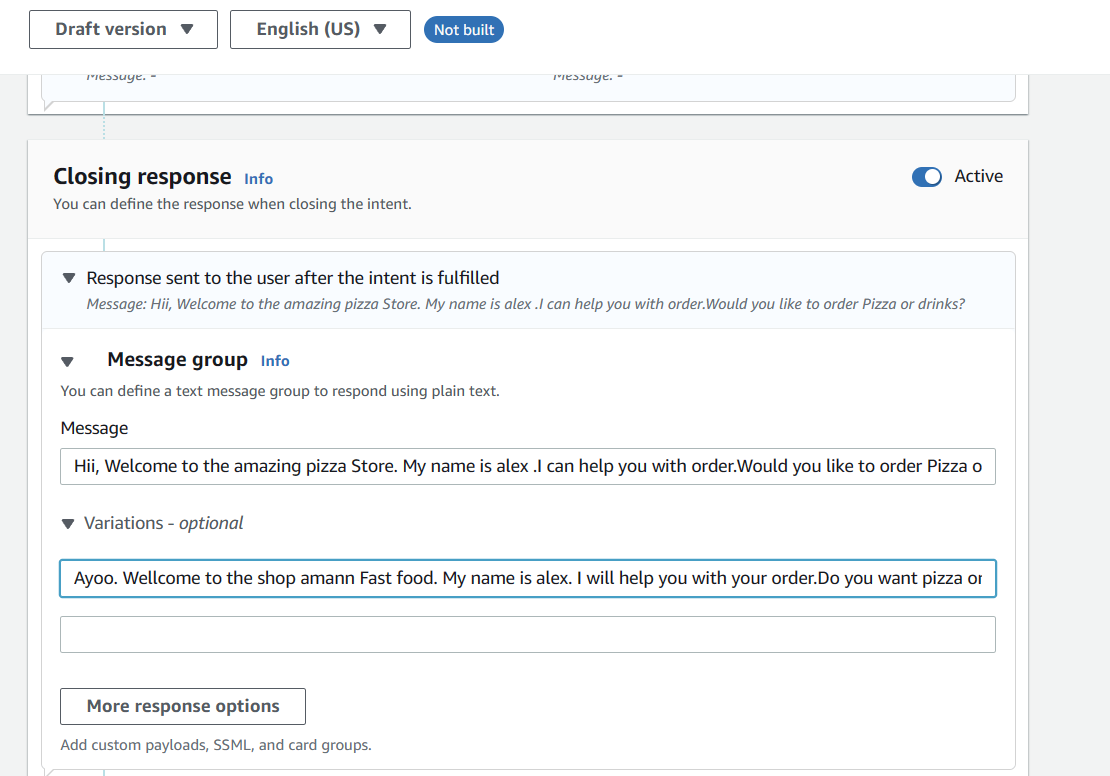 Draft version
English (US)
Not built
Message: -
Message: -
Closing response Info
Active
You can define the response when closing the intent.
Response sent to the user after the intent is fulfilled
Message: Hii, Welcome to the amazing pizza Store. My name is alex .I can help you with order.Would you like to order Pizza or drinks?
Message group Info
You can define a text message group to respond using plain text.
Message
Hii, Welcome to the amazing pizza Store. My name is alex .I can help you with order.Would you like to order Pizza o
Variations - optional
Ayoo. Wellcome to the shop amann Fast food. My name is alex. I will help you with your order.Do you want pizza or
More response options
Add custom payloads, SSML, and card groups.